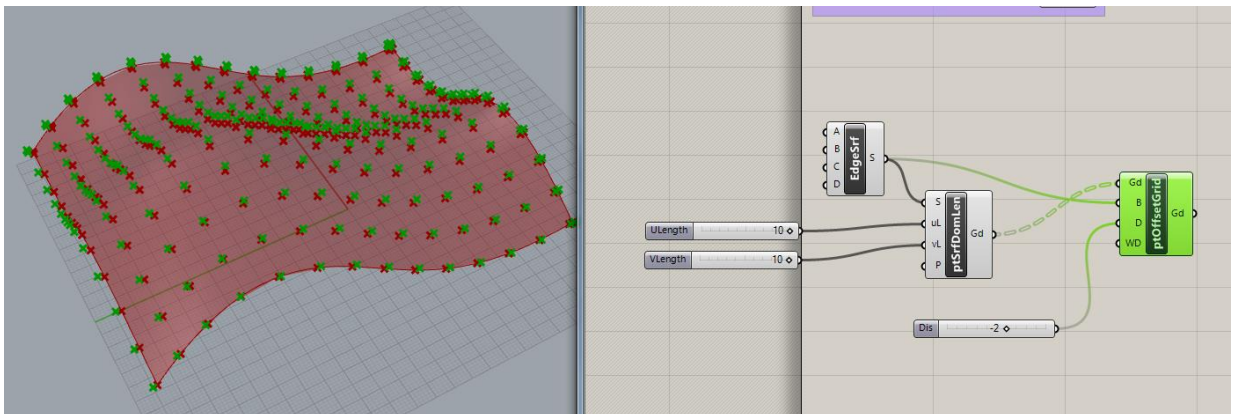 A
B
C
D
EdgeSrf
S
S
uL
vL
P
ptSrfDomLen
Gd
Gd
B
D
WD
ptOffsetGrid
Gd
ULength 10
VLength 10
Dis -2